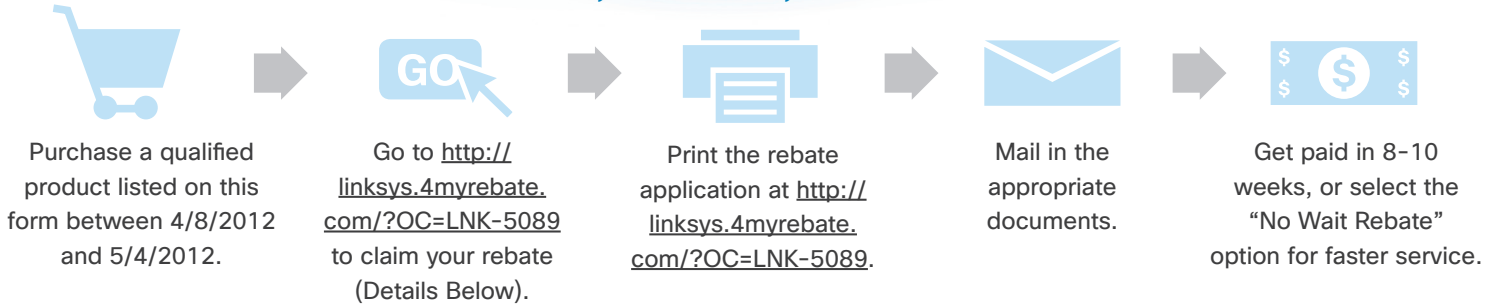 GO
$ $ $
$ $
Purchase a qualified
product listed on this
form between 4/8/2012
and 5/4/2012.
Go to http://
linksys.4myrebate.
com/?OC=LNK-5089
to claim your rebate
(Details Below).
Print the rebate
application at http://
linksys.4myrebate.
com/?OC=LNK-5089.
Mail in the
appropriate
documents.
Get paid in 8-10
weeks, or select the
“No Wait Rebate”
option for faster service.